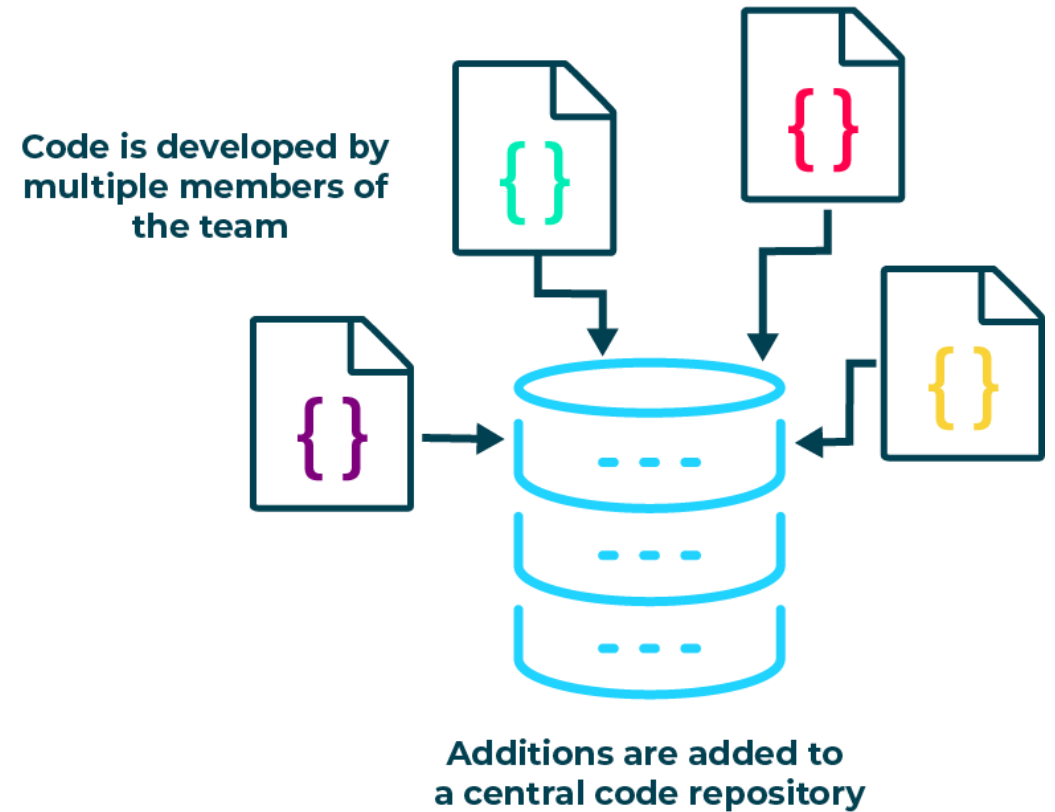 Code is developed by
multiple members of
the team
{ }
{ }
{ }
{ }
Additions are added to
a central code repository